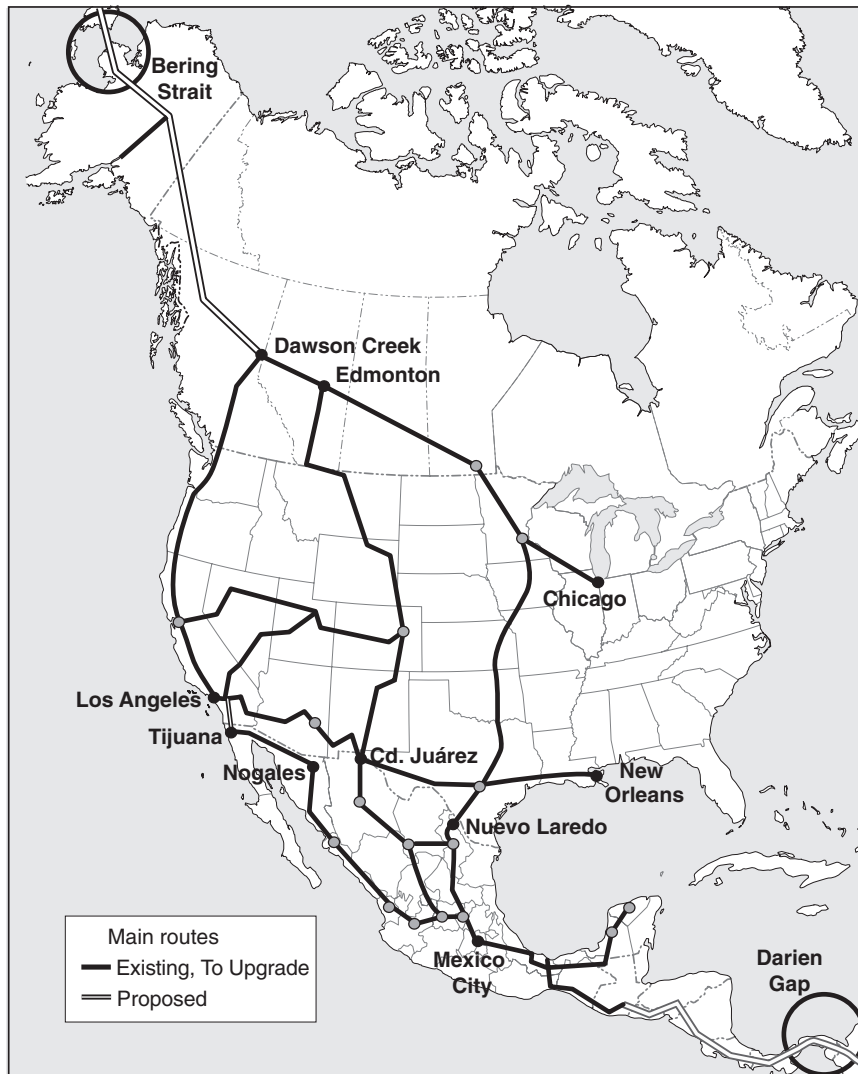 Bering
Strait
Dawson Creek
Edmonton
Chicago
Los Angeles
Tijuana
Cd. Juárez
Nogales
New
Orleans
Nuevo Laredo
Mexico
City
Darien
Gap
Main routes
Existing, To Upgrade
Proposed